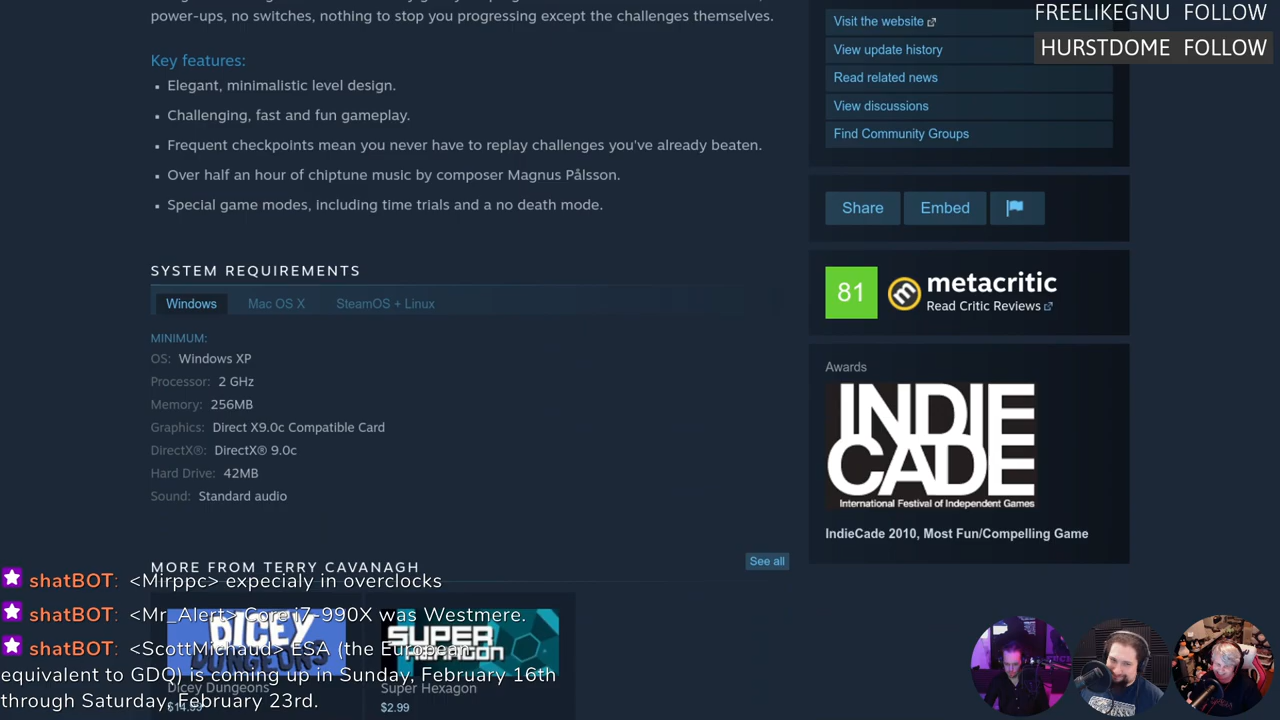 power-ups, no switches, nothing to stop you progressing except the challenges themselves.
Key features:
Elegant, minimalistic level design.
Challenging, fast and fun gameplay.
Frequent checkpoints mean you never have to replay challenges you've already beaten.
Over half an hour of chiptune music by composer Magnus Pålsson.
Special game modes, including time trials and a no death mode.
SYSTEM REQUIREMENTS
Windows Mac OS X SteamOS + Linux
MINIMUM:
OS: Windows XP
Processor: 2 GHz
Memory: 256MB
Graphics: Direct X9.0c Compatible Card
DirectX®: DirectX® 9.0c
Hard Drive: 42MB
Sound: Standard audio
MORE FROM TERRY CAVANAGH
See all
DICEY DUNGEONS
SUPER HEXAGON
Dicey Dungeons
$14.99
Super Hexagon
$2.99
FREELIKEGNU FOLLOW
HURSTDOME FOLLOW
Visit the website
View update history
Read related news
View discussions
Find Community Groups
Share Embed
81 metacritic
Read Critic Reviews
Awards
INDIE
CADE
International Festival of Independent Games
IndieCade 2010, Most Fun/Compelling Game
shatBOT: <Mirppc> expecialy in overclocks
shatBOT: <Mr_Alert> Core i7-990X was Westmere.
shatBOT: <ScottMichaud> ESA (the European
equivalent to GDQ) is coming up in Sunday, February 16th
through Saturday, February 23rd.